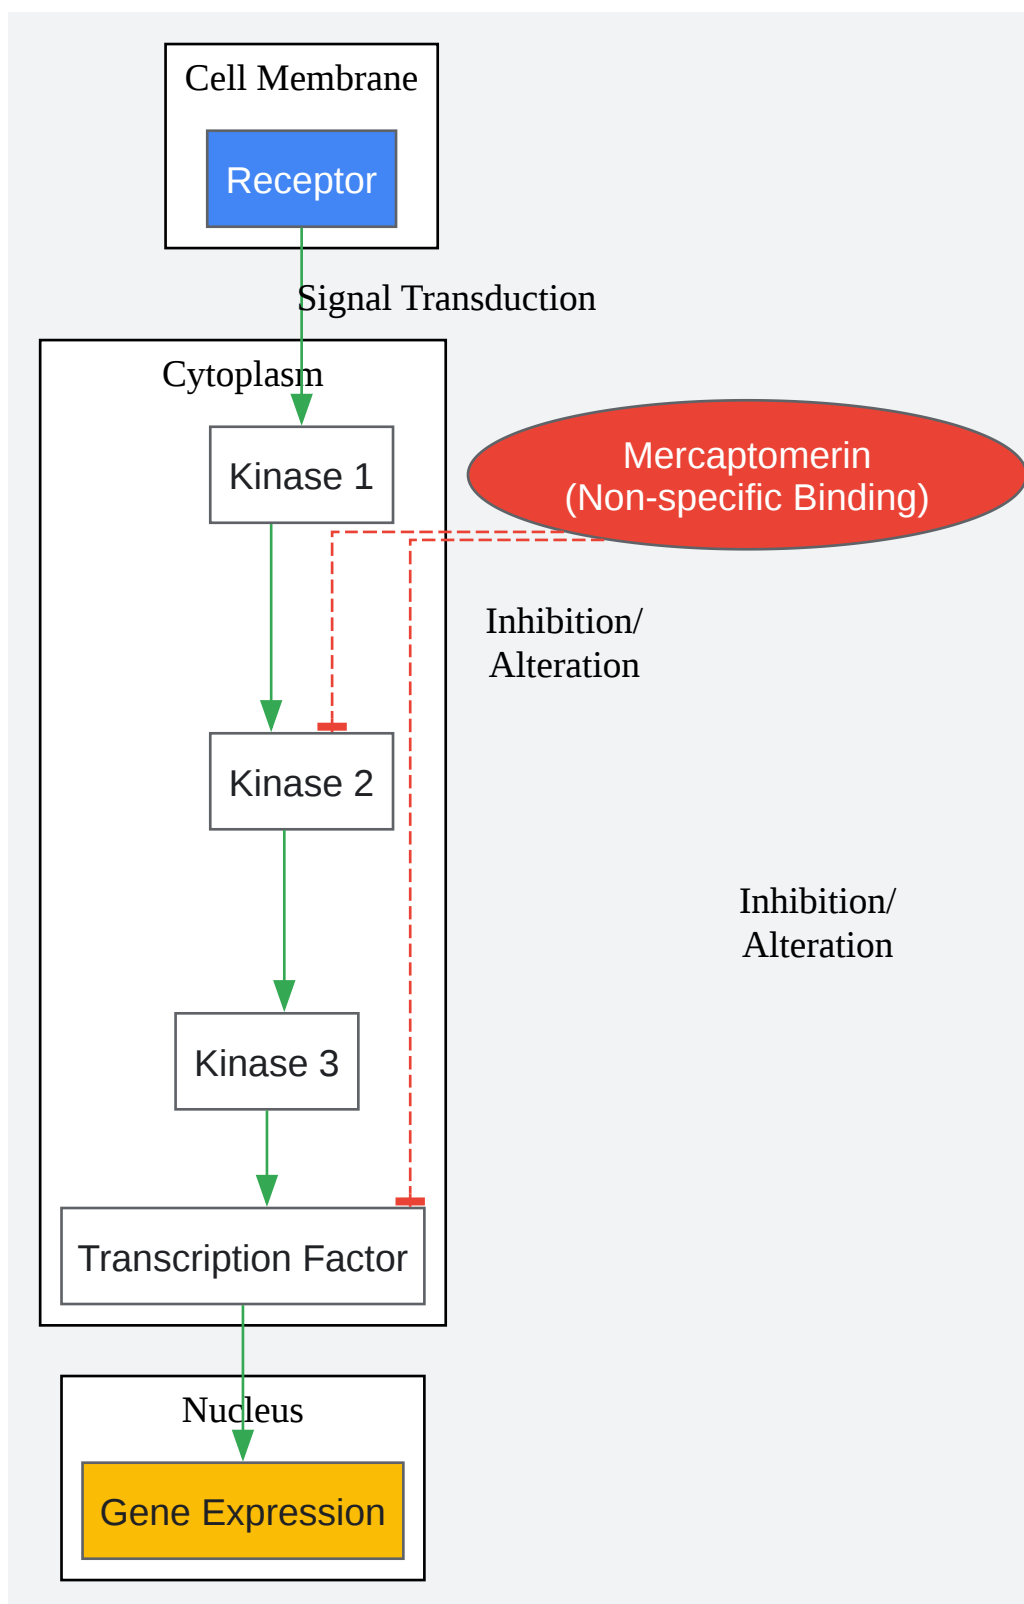 Cell Membrane
Receptor
Signal Transduction
Cytoplasm
Kinase 1
Mercaptomerin
(Non-specific Binding)
Inhibition/
Alteration
Kinase 2
Inhibition/
Alteration
Kinase 3
Transcription Factor
Nucleus
Gene Expression